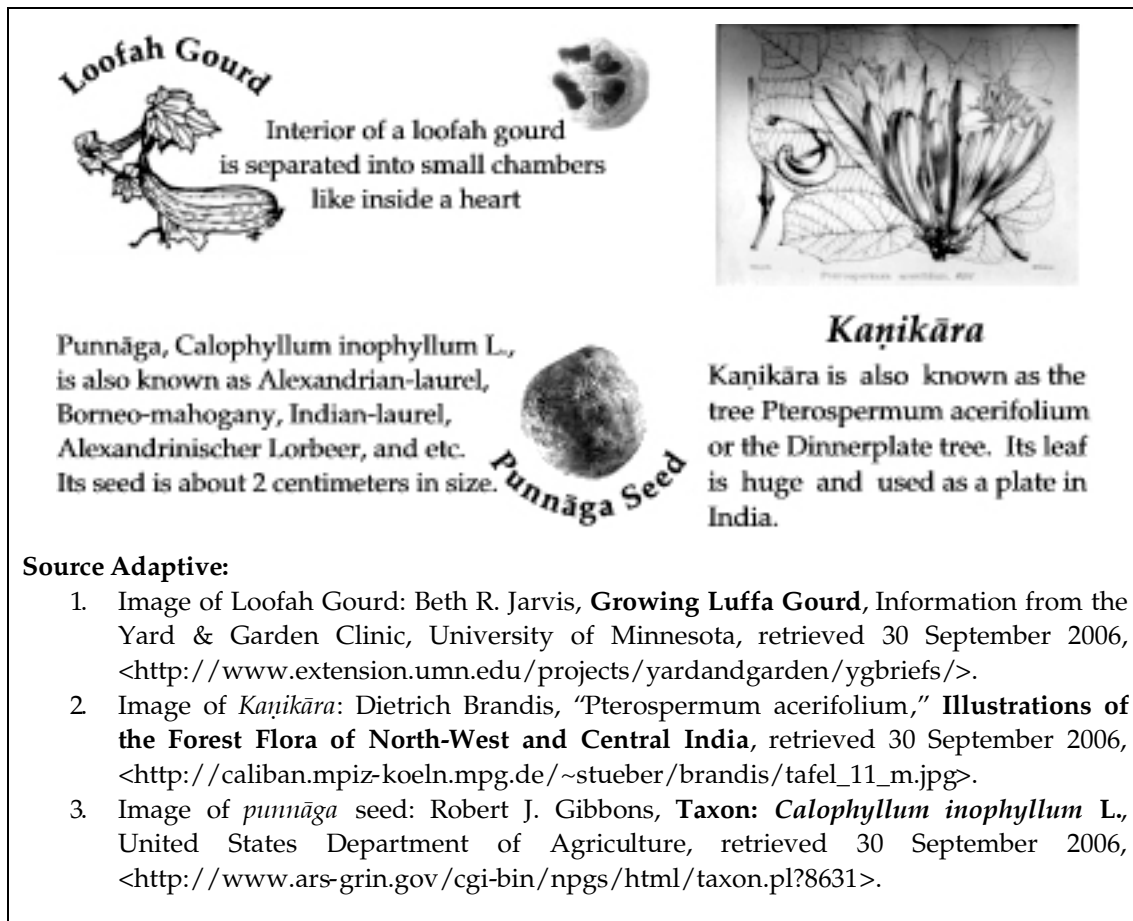 Loofah Gourd
Interior of a loofah gourd
is separated into small chambers
like inside a heart
Punnāga, Calophyllum inophyllum L.,
is also known as Alexandrian-laurel,
Borneo-mahogany, Indian-laurel,
Alexandrinischer Lorbeer, and etc.
Its seed is about 2 centimeters in size.
Punnāga Seed
Kaṇikāra
Kaṇikāra is also known as the
tree Pterospermum acerifolium
or the Dinnerplate tree. Its leaf
is huge and used as a plate in
India.
Source Adaptive:
1. Image of Loofah Gourd: Beth R. Jarvis, Growing Luffa Gourd, Information from the
Yard & Garden Clinic, University of Minnesota, retrieved 30 September 2006,
<http://www.extension.umn.edu/projects/yardandgarden/ygbriefs/>.
2. Image of Kaṇikāra: Dietrich Brandis, “Pterospermum acerifolium,” Illustrations of
the Forest Flora of North-West and Central India, retrieved 30 September 2006,
<http://caliban.mpiz-koeln.mpg.de/~stueber/brandis/tafel_11_m.jpg>.
3. Image of punnāga seed: Robert J. Gibbons, Taxon: Calophyllum inophyllum L.,
United States Department of Agriculture, retrieved 30 September 2006,
<http://www.ars-grin.gov/cgi-bin/npgs/html/taxon.pl?8631>.